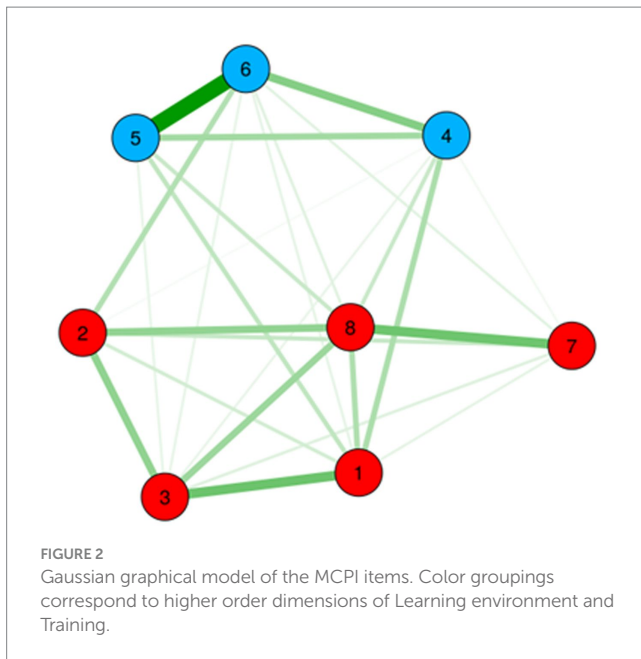 6
5
4
2
8
7
1
3
FIGURE 2
Gaussian graphical model of the MCPI items. Color groupings
correspond to higher order dimensions of Learning environment and
Training.